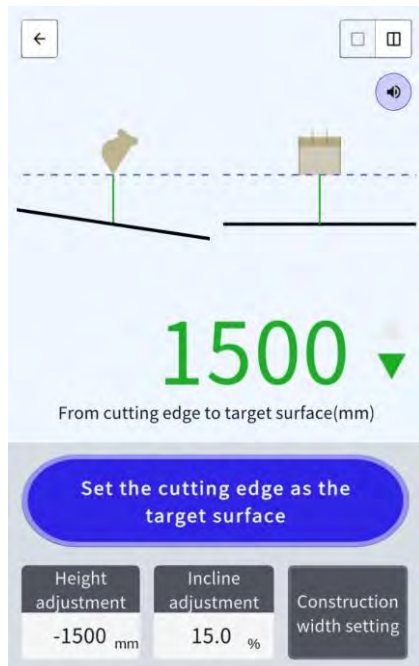 1500
From cutting edge to target surface(mm)
Set the cutting edge as the
target surface
Height
adjustment
-1500 mm
Incline
adjustment
15.0 %
Construction
width setting